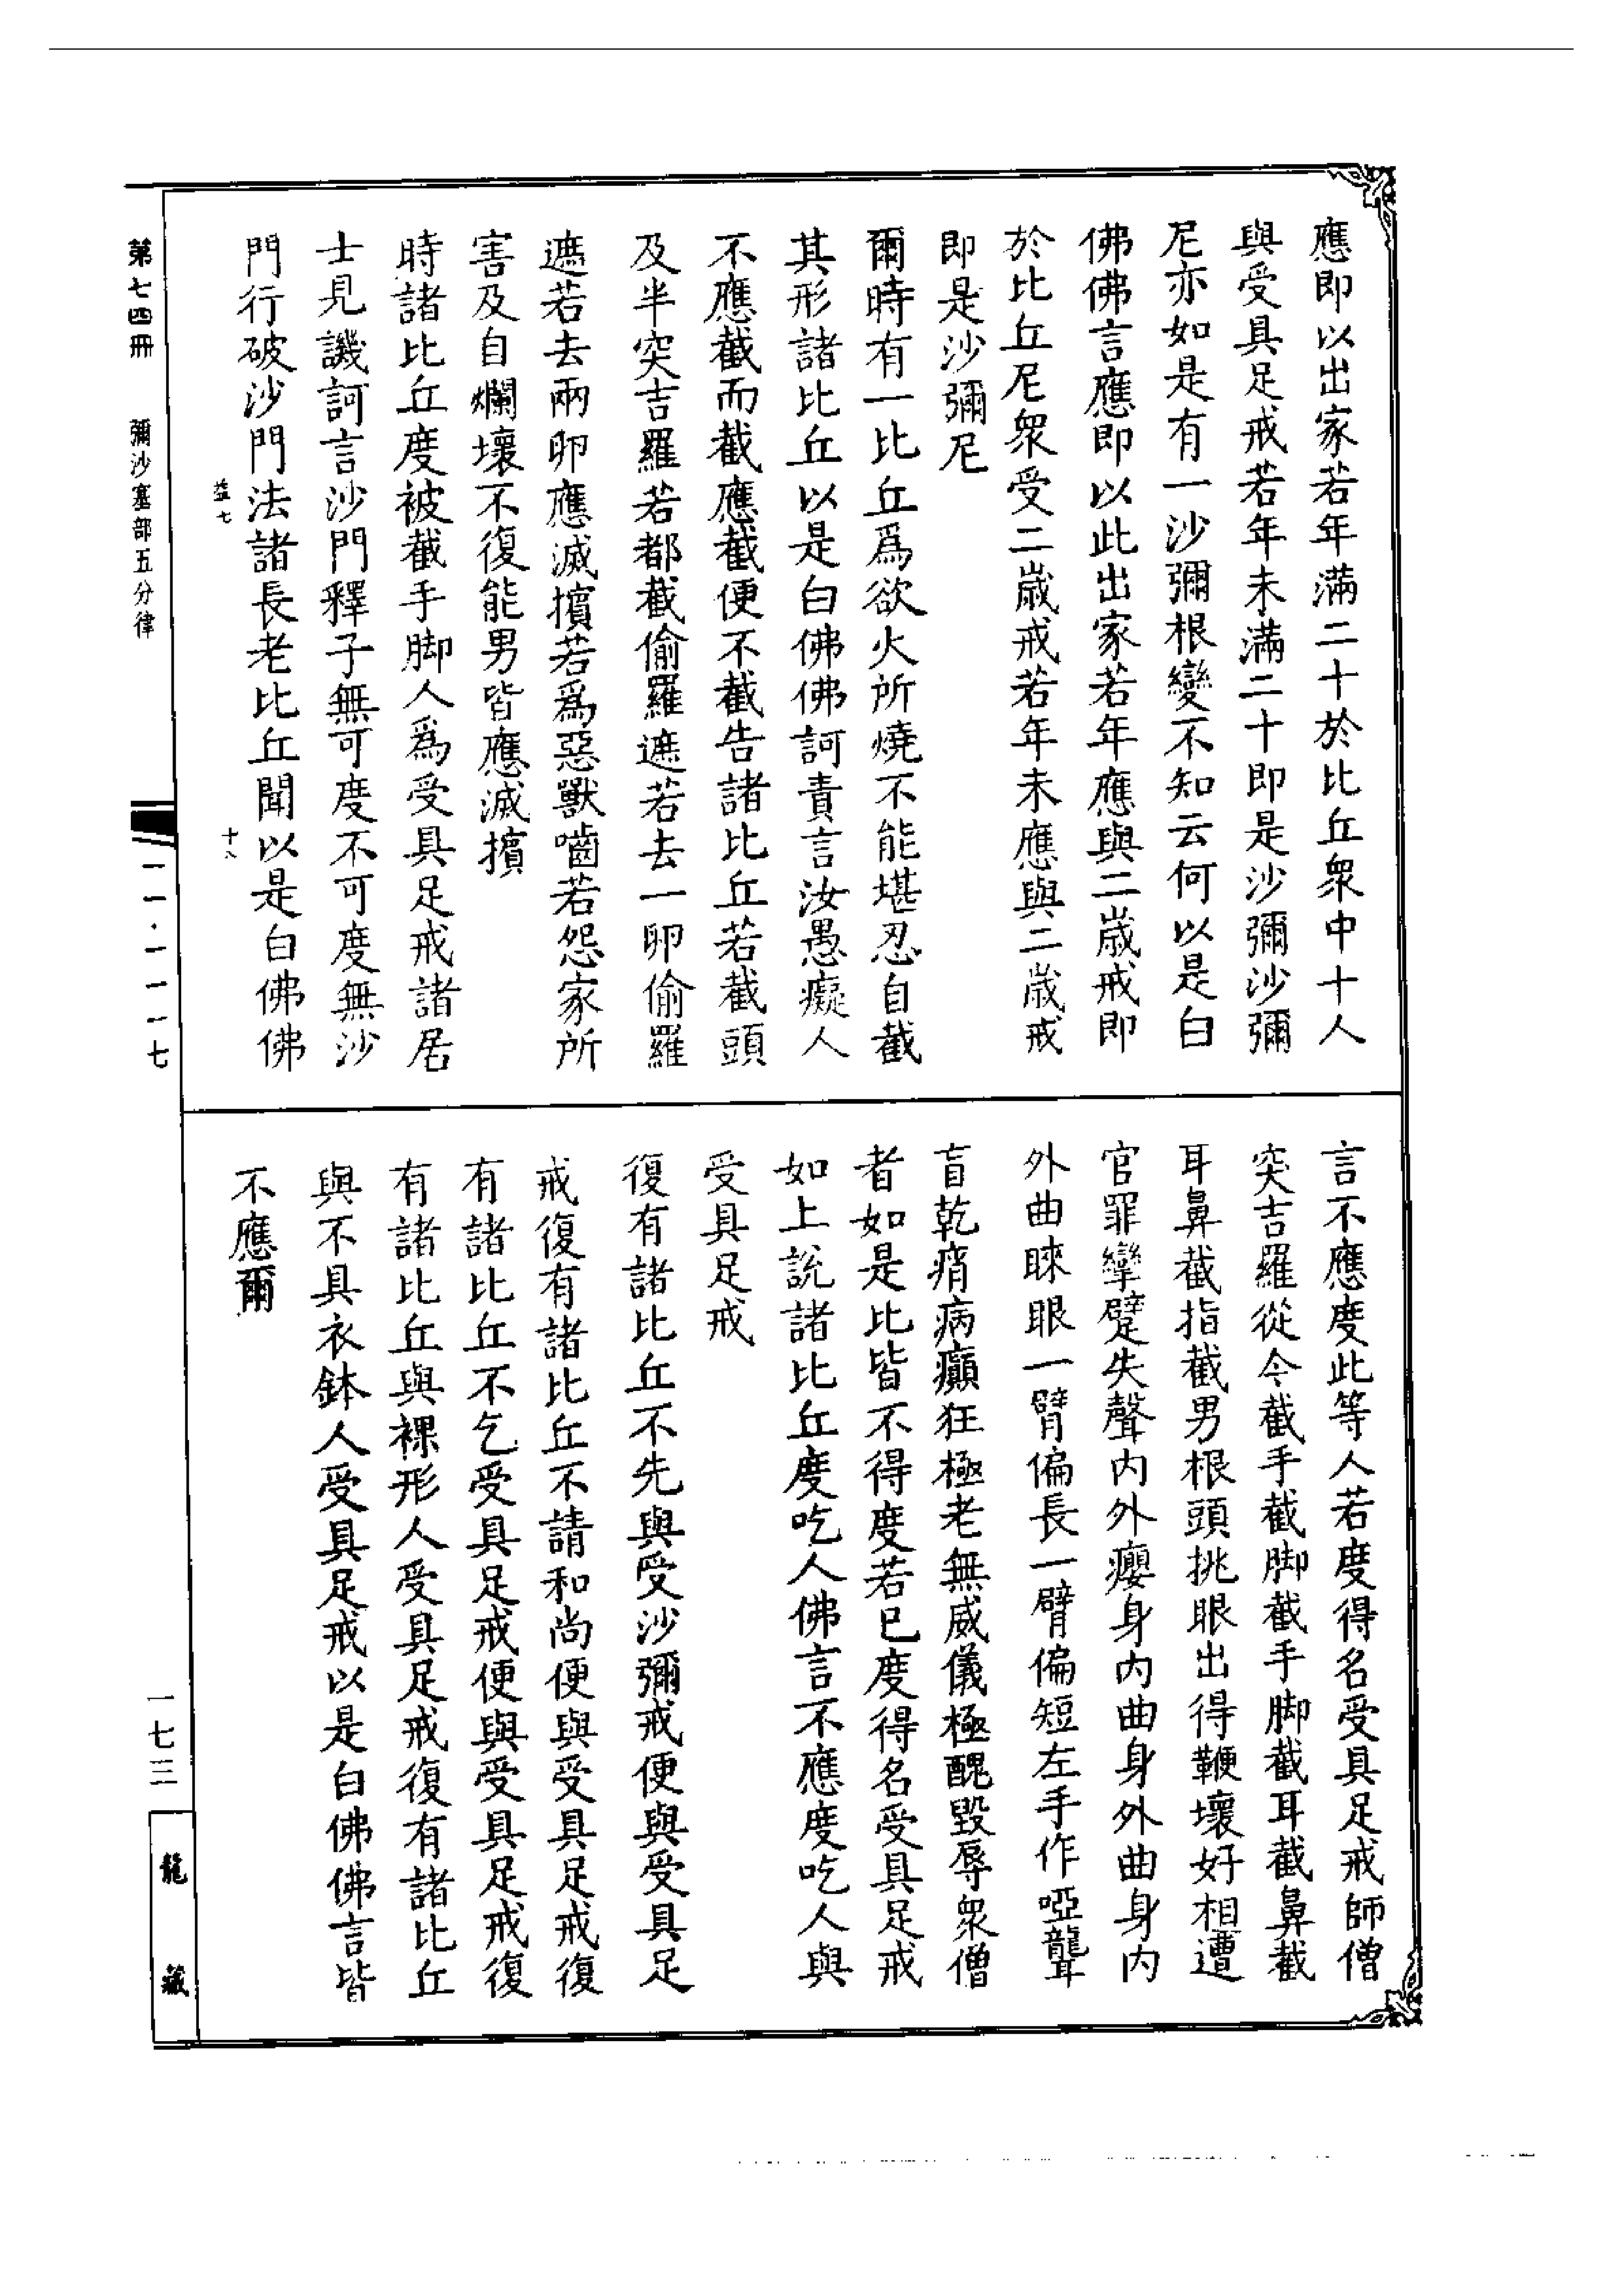 應即以出家若年滿二十於比丘衆中十人
與受具足戒若年未滿二十即是沙彌沙彌
尼亦如是有一沙彌根變不知云何以是白
佛佛言應即以此出家若年應與二歲戒即
於比丘尼衆受二歲戒若年未應與二歲戒
即是沙彌尼
爾時有一比丘爲欲火所燒不能堪忍自截
其形諸比丘以是白佛佛訶責言汝愚癡人
不應截而截應截便不截告諸比丘若截頭
及半突吉羅若都截偷羅遮若去一卵偷羅
遮若去兩卵應滅擯若爲惡獸嚙若怨家所
害及自爛壞不復能男皆應滅擯
時諸比丘度被截手脚人爲受具足戒諸居
士見譏訶言沙門釋子無可度不可度無沙
門行破沙門法諸長老比丘聞以是白佛佛
益七
十八
言不應度此等人若度得名受具足戒師僧
突吉羅從今截手截脚截手脚截耳截鼻截
耳鼻截指截男根頭挑眼出得鞭壞好相遭
官罪攣躄失聲內外癭身內曲身外曲身內
外曲睞眼一臂偏長一臂偏短左手作啞聾
盲乾痟病癲狂極老無威儀極醜毀辱衆僧
者如是比皆不得度若已度得名受具足戒
如上說諸比丘度吃人佛言不應度吃人與
受具足戒
復有諸比丘不先與受沙彌戒便與受具足
戒復有諸比丘不請和尚便與受具足戒復
有諸比丘不乞受具足戒便與受具足戒復
有諸比丘與裸形人受具足戒復有諸比丘
與不具衣鉢人受具足戒以是白佛佛言皆
不應爾
第七四冊 彌沙塞部五分律
一一·一一一七
一七三
龍藏